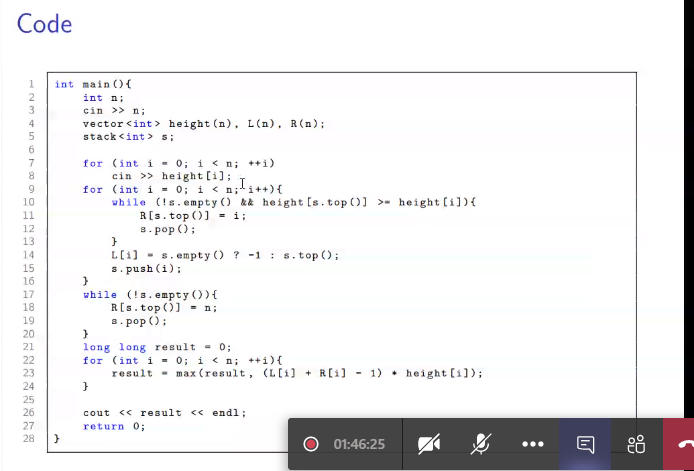 Code
1 int main(){
2 int n;
3 cin >> n;
4 vector<int> height(n), L(n), R(n);
5 stack<int> s;
6
7 for (int i = 0; i < n; ++i)
8 cin >> height[i];
9 for (int i = 0; i < n; i++){
10 while (!s.empty() && height[s.top()] >= height[i]){
11 R[s.top()] = i;
12 s.pop();
13 }
14 L[i] = s.empty() ? -1 : s.top();
15 s.push(i);
16 }
17 while (!s.empty()){
18 R[s.top()] = n;
19 s.pop();
20 }
21 long long result = 0;
22 for (int i = 0; i < n; ++i){
23 result = max(result, (L[i] + R[i] - 1) * height[i]);
24 }
25
26 cout << result << endl;
27 return 0;
28 }
01:46:25